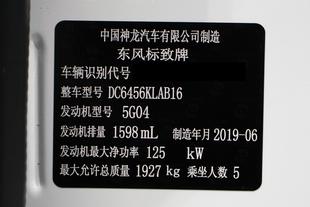 中国神龙汽车有限公司制造
东风标致牌
车辆识别代号
整车型号 DC6456KLAB16
发动机型号 5G04
发动机排量 1598 mL 制造年月 2019-06
发动机最大净功率 125 kW
最大允许总质量 1927 kg 乘坐人数 5